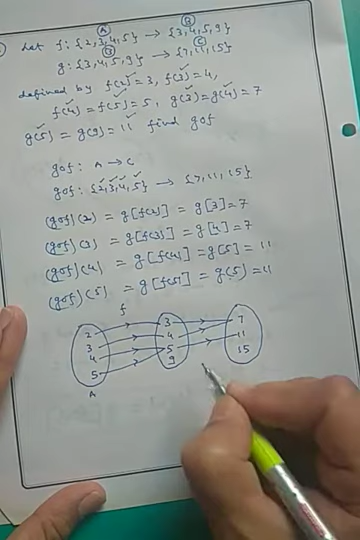 A B
Let f: {2,3,4,5} → {3,4,5,9}
B C
g: {3,4,5,9} → {7,11,15}
defined by f(2) = 3, f(3) = 4,
f(4) = f(5) = 5, g(3) = g(4) = 7
g(5) = g(9) = 11 find gof
gof: A → C
gof: {2,3,4,5} → {7,11,15}
(gof)(2) = g[f(2)] = g[3] = 7
(gof)(3) = g[f(3)] = g[4] = 7
(gof)(4) = g[f(4)] = g[5] = 11
(gof)(5) = g[f(5)] = g(5) = 11
f
2 3 7
3 4 11
4 5 15
5 9
A